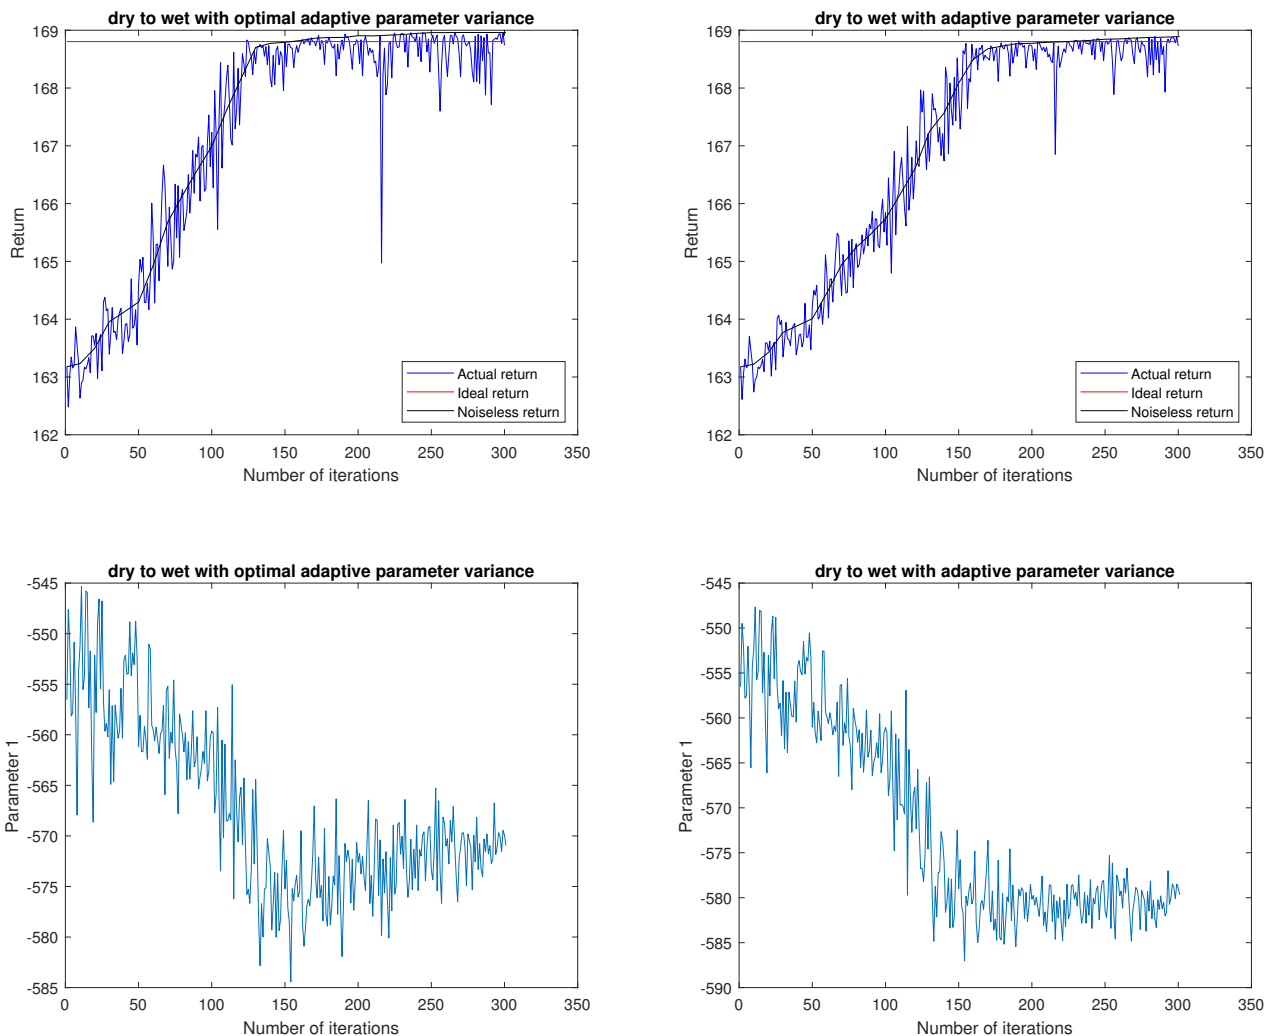 dry to wet with optimal adaptive parameter variance
169
168
167
166
165
164
163
162
Return
Actual return
Ideal return
Noiseless return
0 50 100 150 200 250 300 350
Number of iterations
dry to wet with adaptive parameter variance
169
168
167
166
165
164
163
162
Return
Actual return
Ideal return
Noiseless return
0 50 100 150 200 250 300 350
Number of iterations
dry to wet with optimal adaptive parameter variance
-545
-550
-555
-560
-565
-570
-575
-580
-585
Parameter 1
0 50 100 150 200 250 300 350
Number of iterations
dry to wet with adaptive parameter variance
-545
-550
-555
-560
-565
-570
-575
-580
-585
-590
Parameter 1
0 50 100 150 200 250 300 350
Number of iterations